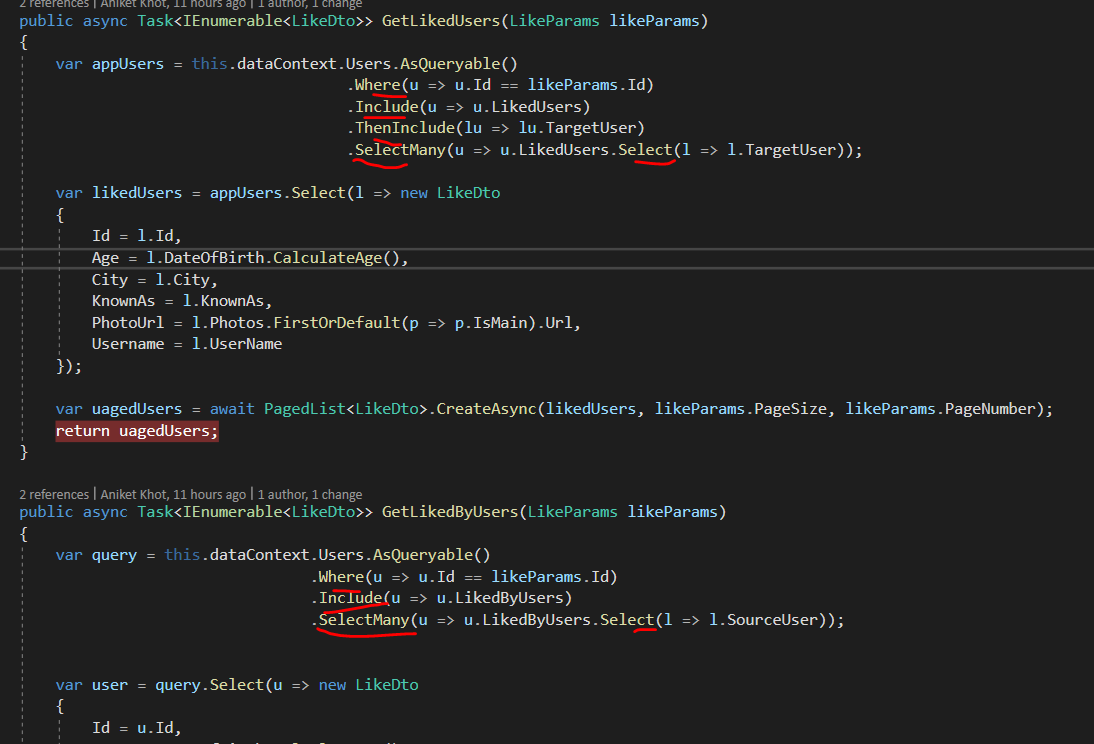 2 references | Aniket Khot, 11 hours ago | 1 author, 1 change
public async Task<IEnumerable<LikeDto>> GetLikedUsers(LikeParams likeParams)
{
var appUsers = this.dataContext.Users.AsQueryable()
.Where(u => u.Id == likeParams.Id)
.Include(u => u.LikedUsers)
.ThenInclude(lu => lu.TargetUser)
.SelectMany(u => u.LikedUsers.Select(l => l.TargetUser));
var likedUsers = appUsers.Select(l => new LikeDto
{
Id = l.Id,
Age = l.DateOfBirth.CalculateAge(),
City = l.City,
KnownAs = l.KnownAs,
PhotoUrl = l.Photos.FirstOrDefault(p => p.IsMain).Url,
Username = l.UserName
});
var uagedUsers = await PagedList<LikeDto>.CreateAsync(likedUsers, likeParams.PageSize, likeParams.PageNumber);
return uagedUsers;
}
2 references | Aniket Khot, 11 hours ago | 1 author, 1 change
public async Task<IEnumerable<LikeDto>> GetLikedByUsers(LikeParams likeParams)
{
var query = this.dataContext.Users.AsQueryable()
.Where(u => u.Id == likeParams.Id)
.Include(u => u.LikedByUsers)
.SelectMany(u => u.LikedByUsers.Select(l => l.SourceUser));
var user = query.Select(u => new LikeDto
{
Id = u.Id,